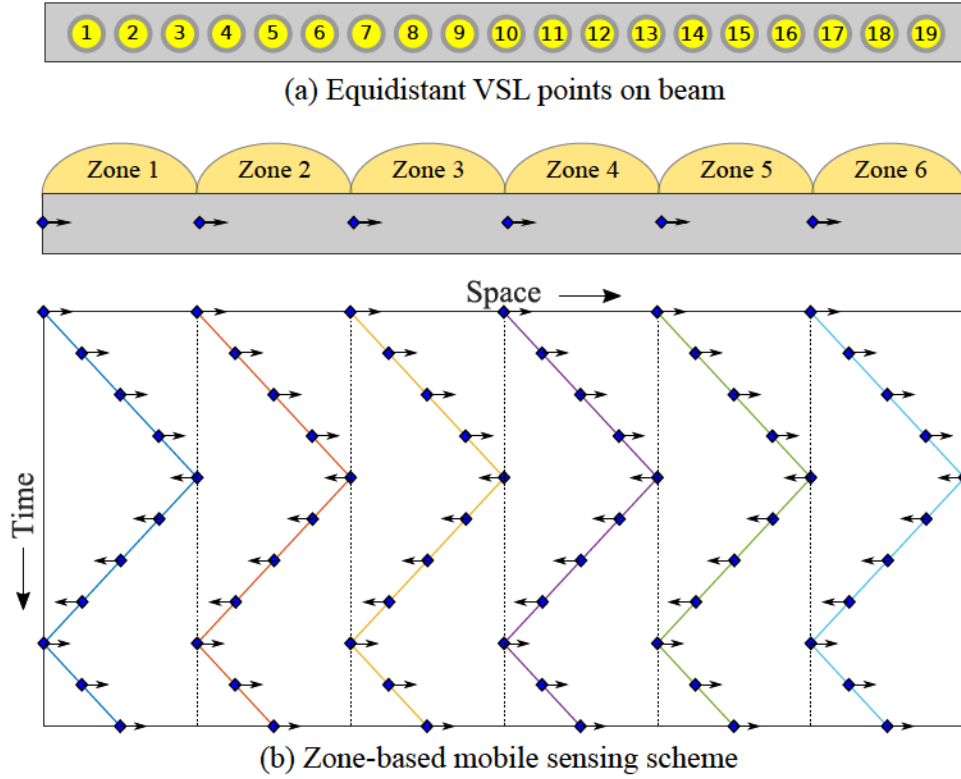 1 2 3 4 5 6 7 8 9 10 11 12 13 14 15 16 17 18 19
(a) Equidistant VSL points on beam
Zone 1 Zone 2 Zone 3 Zone 4 Zone 5 Zone 6
Space
Time
(b) Zone-based mobile sensing scheme